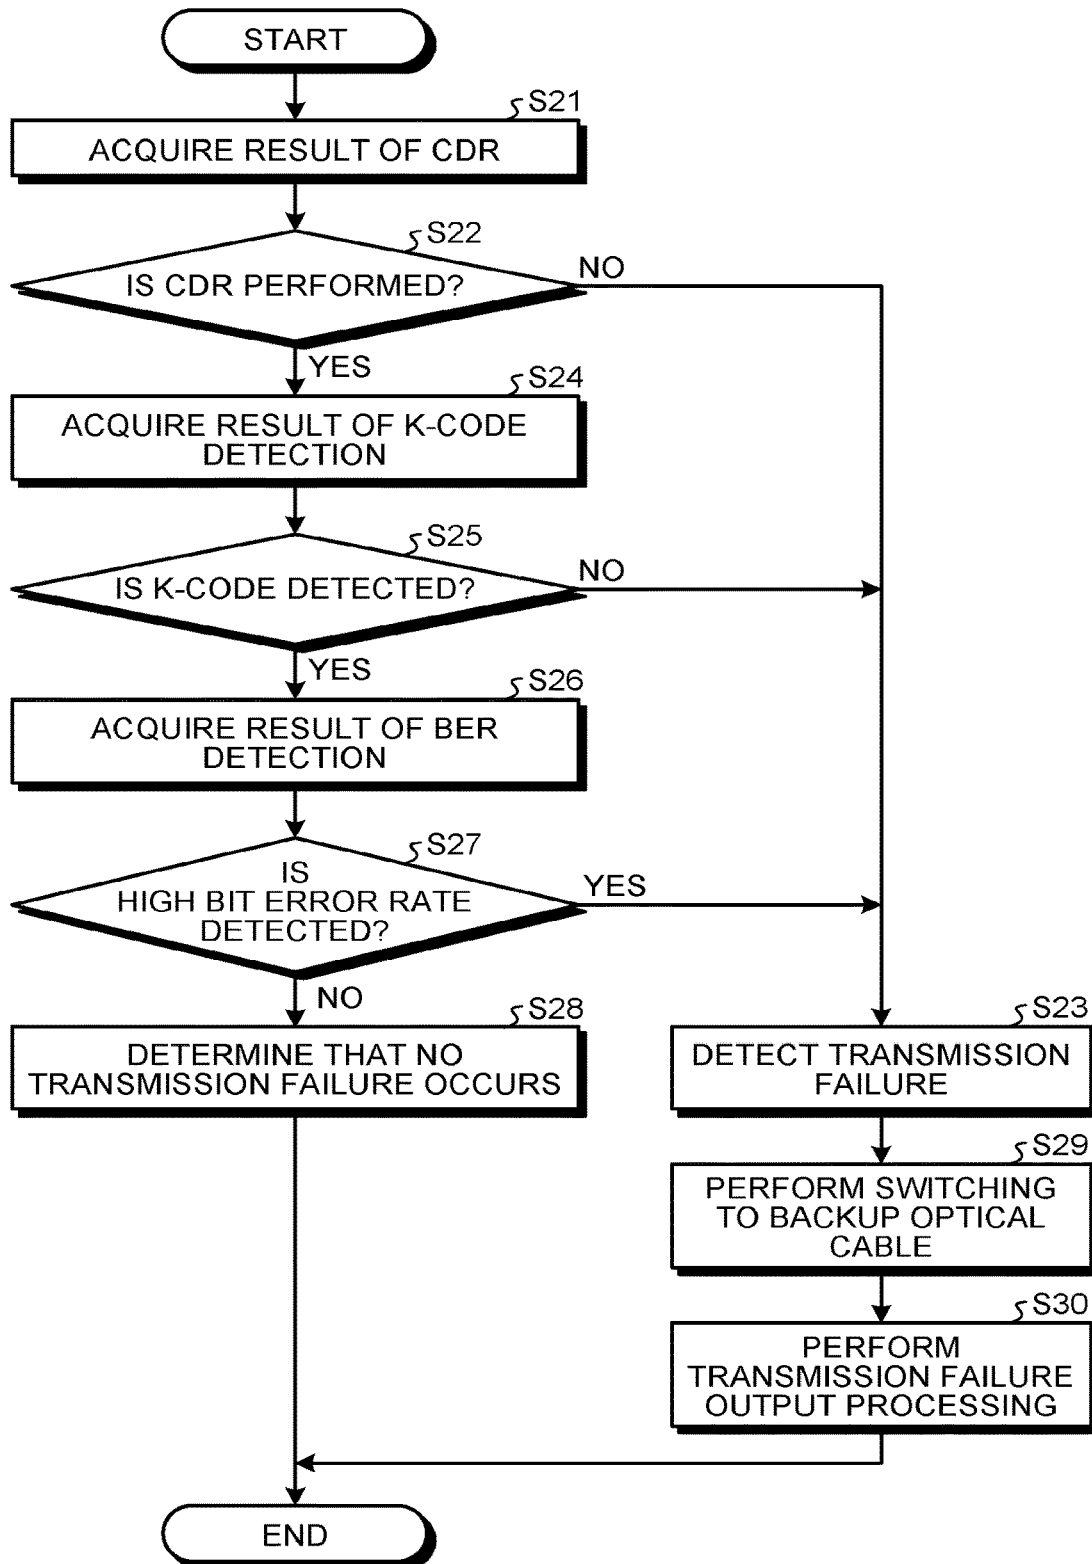 START
S21
ACQUIRE RESULT OF CDR
S22
IS CDR PERFORMED?
NO
YES
S24
ACQUIRE RESULT OF K-CODE
DETECTION
S25
IS K-CODE DETECTED?
NO
YES
S26
ACQUIRE RESULT OF BER
DETECTION
S27
IS
HIGH BIT ERROR RATE
DETECTED?
YES
NO
S28
DETERMINE THAT NO
TRANSMISSION FAILURE OCCURS
S23
DETECT TRANSMISSION
FAILURE
S29
PERFORM SWITCHING
TO BACKUP OPTICAL
CABLE
S30
PERFORM
TRANSMISSION FAILURE
OUTPUT PROCESSING
END